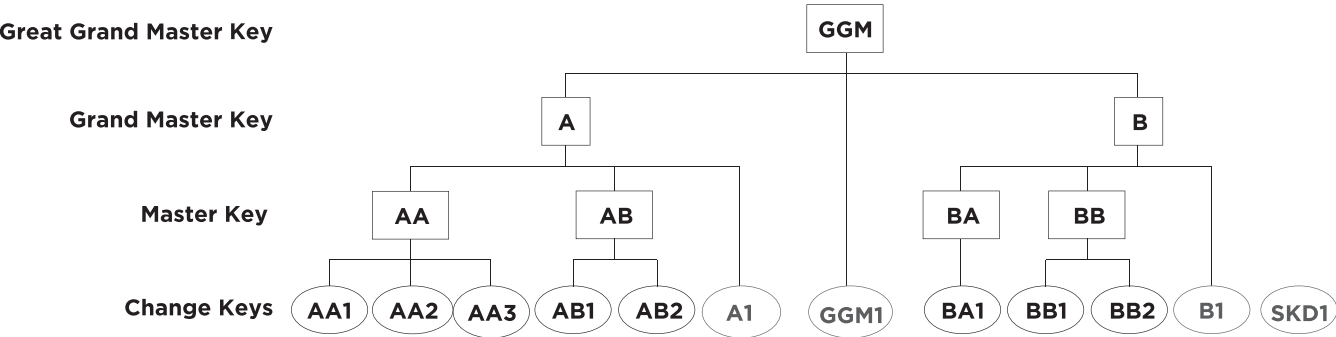 Great Grand Master Key GGM
Grand Master Key A B
Master Key AA AB BA BB
Change Keys AA1 AA2 AA3 AB1 AB2 A1 GGM1 BA1 BB1 BB2 B1 SKD1